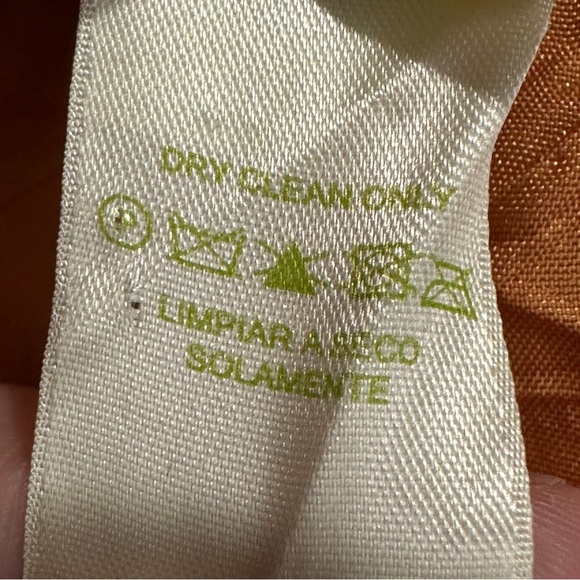 DRY CLEAN ONLY
LIMPIAR A SECO
SOLAMENTE